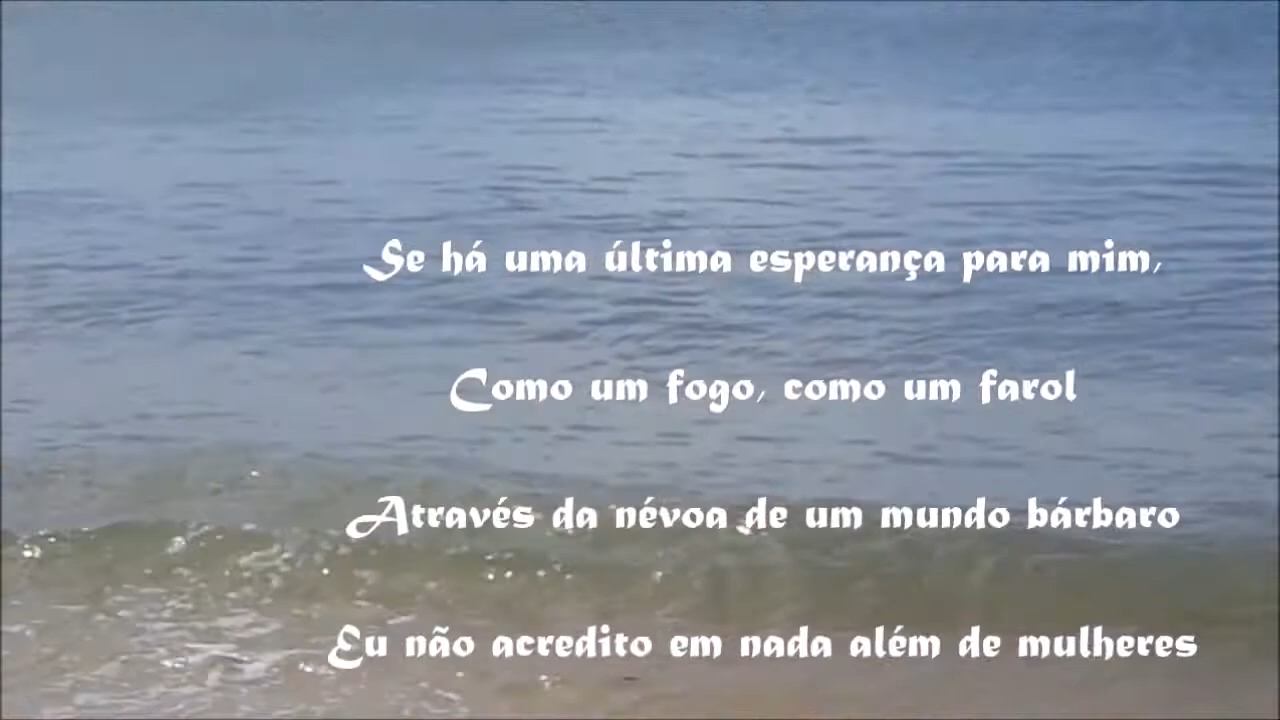 Se há uma última esperança para mim,
Como um fogo, como um farol
Através da névoa de um mundo bárbaro
Eu não acredito em nada além de mulheres